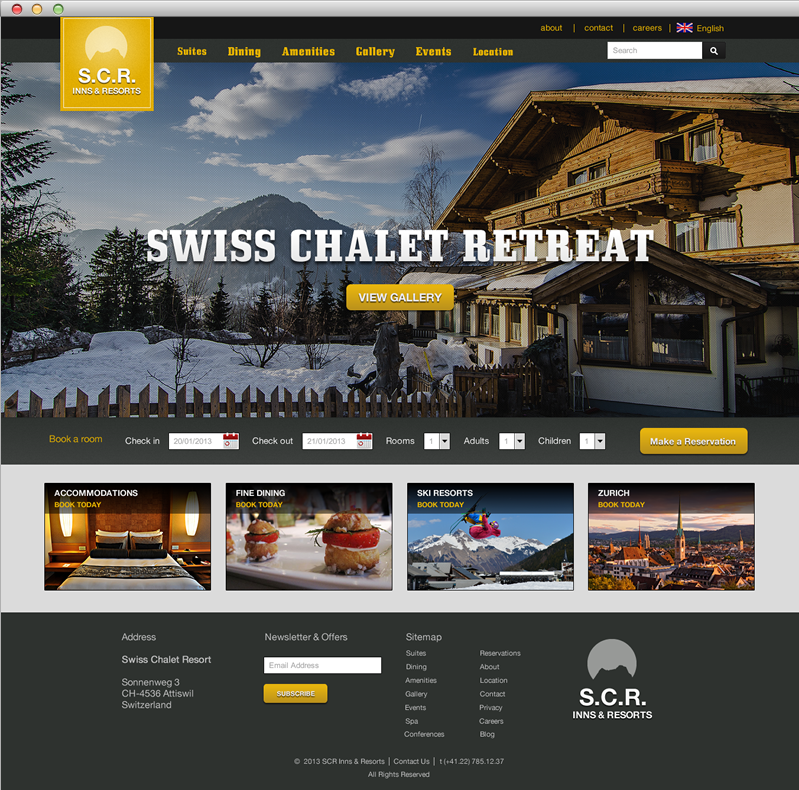 about | contact | careers | English
S.C.R.
INNS & RESORTS
Suites Dining Amenities Gallery Events Location
Search
SWISS CHALET RETREAT
VIEW GALLERY
Book a room Check in 20/01/2013 Check out 21/01/2013 Rooms 1 Adults 1 Children 1 Make a Reservation
ACCOMMODATIONS
BOOK TODAY
FINE DINING
BOOK TODAY
SKI RESORTS
BOOK TODAY
ZURICH
BOOK TODAY
Address
Swiss Chalet Resort
Sonnenweg 3
CH-4536 Attiswil
Switzerland
Newsletter & Offers
Email Address
SUBSCRIBE
Sitemap
Suites
Dining
Amenities
Gallery
Events
Spa
Conferences
Reservations
About
Location
Contact
Privacy
Careers
Blog
S.C.R.
INNS & RESORTS
© 2013 SCR Inns & Resorts | Contact Us | t (+41.22) 785.12.37
All Rights Reserved